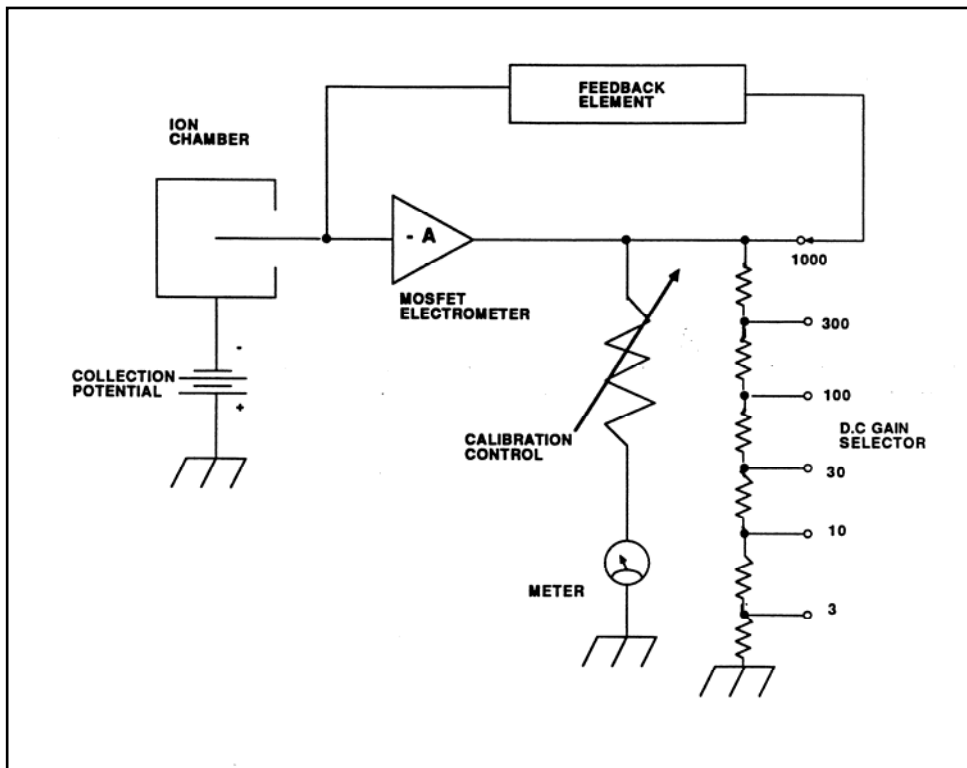 FEEDBACK
ELEMENT
ION
CHAMBER
- A
1000
MOSFET
ELECTROMETER
300
-
COLLECTION
POTENTIAL
+
100
CALIBRATION
CONTROL
D.C GAIN
SELECTOR
30
10
METER
3